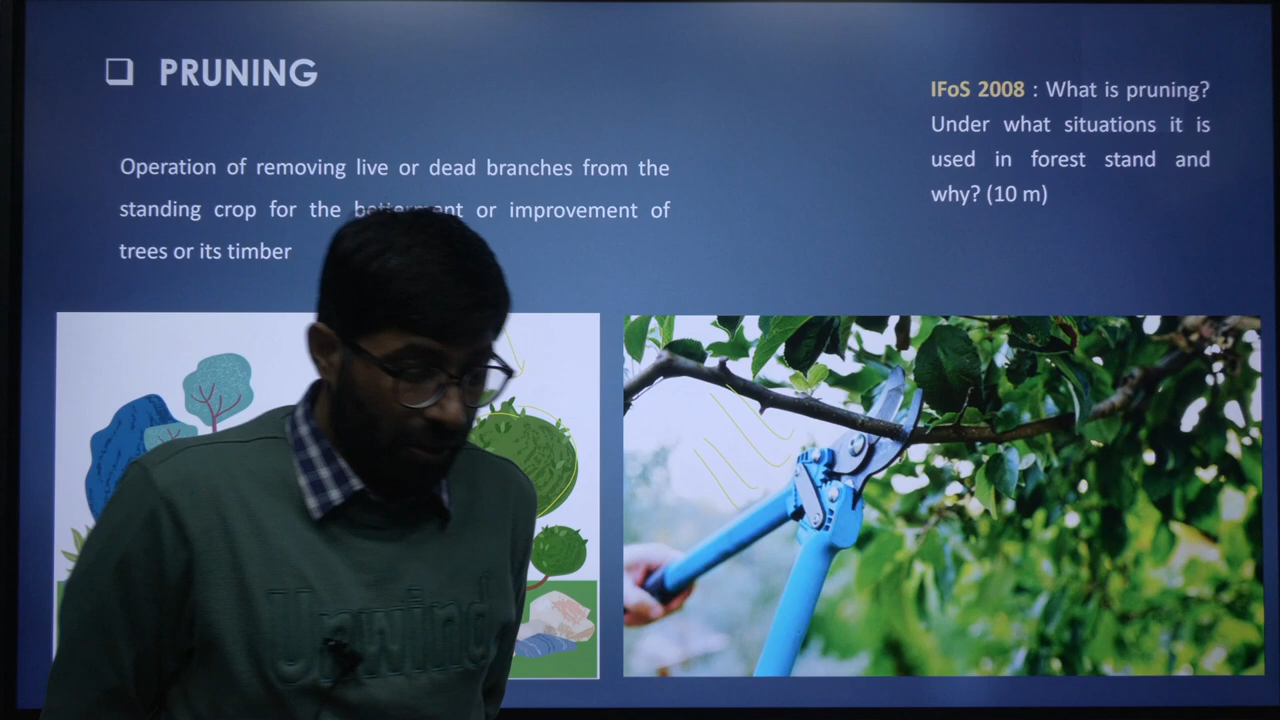 PRUNING
Operation of removing live or dead branches from the
standing crop for the betterment or improvement of
trees or its timber
IFoS 2008 : What is pruning?
Under what situations it is
used in forest stand and
why? (10 m)
Unwind